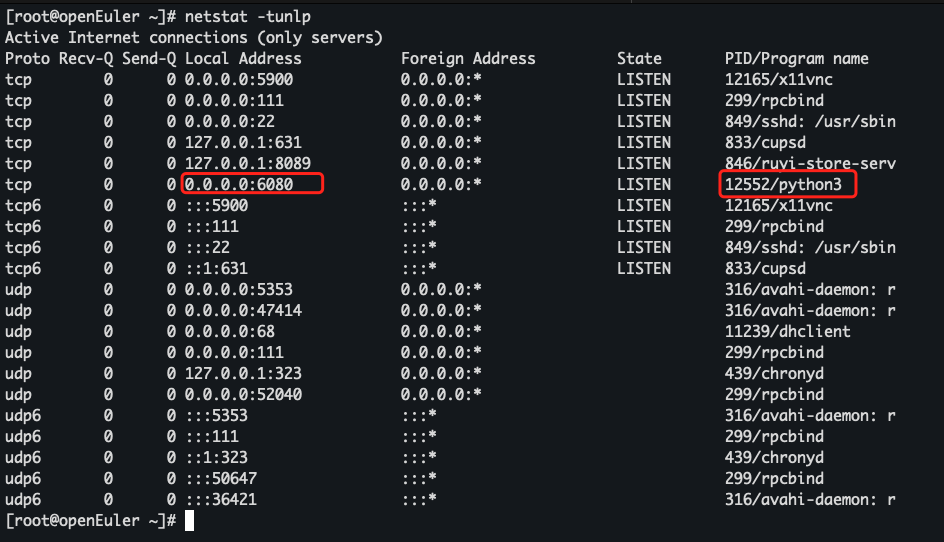 [root@openEuler ~]# netstat -tunlp
Active Internet connections (only servers)
Proto Recv-Q Send-Q Local Address           Foreign Address         State       PID/Program name
tcp        0      0 0.0.0.0:5900            0.0.0.0:*               LISTEN      12165/x11vnc
tcp        0      0 0.0.0.0:111             0.0.0.0:*               LISTEN      299/rpcbind
tcp        0      0 0.0.0.0:22              0.0.0.0:*               LISTEN      849/sshd: /usr/sbin
tcp        0      0 127.0.0.1:631           0.0.0.0:*               LISTEN      833/cupsd
tcp        0      0 127.0.0.1:8089          0.0.0.0:*               LISTEN      846/ruyi-store-serv
tcp        0      0 0.0.0.0:6080            0.0.0.0:*               LISTEN      12552/python3
tcp6       0      0 :::5900                 :::*                    LISTEN      12165/x11vnc
tcp6       0      0 :::111                  :::*                    LISTEN      299/rpcbind
tcp6       0      0 :::22                   :::*                    LISTEN      849/sshd: /usr/sbin
tcp6       0      0 ::1:631                 :::*                    LISTEN      833/cupsd
udp        0      0 0.0.0.0:5353            0.0.0.0:*                           316/avahi-daemon: r
udp        0      0 0.0.0.0:47414           0.0.0.0:*                           316/avahi-daemon: r
udp        0      0 0.0.0.0:68              0.0.0.0:*                           11239/dhclient
udp        0      0 0.0.0.0:111             0.0.0.0:*                           299/rpcbind
udp        0      0 127.0.0.1:323           0.0.0.0:*                           439/chronyd
udp        0      0 0.0.0.0:52040           0.0.0.0:*                           299/rpcbind
udp6       0      0 :::5353                 :::*                                316/avahi-daemon: r
udp6       0      0 :::111                  :::*                                299/rpcbind
udp6       0      0 ::1:323                 :::*                                439/chronyd
udp6       0      0 :::50647                :::*                                299/rpcbind
udp6       0      0 :::36421                :::*                                316/avahi-daemon: r
[root@openEuler ~]#